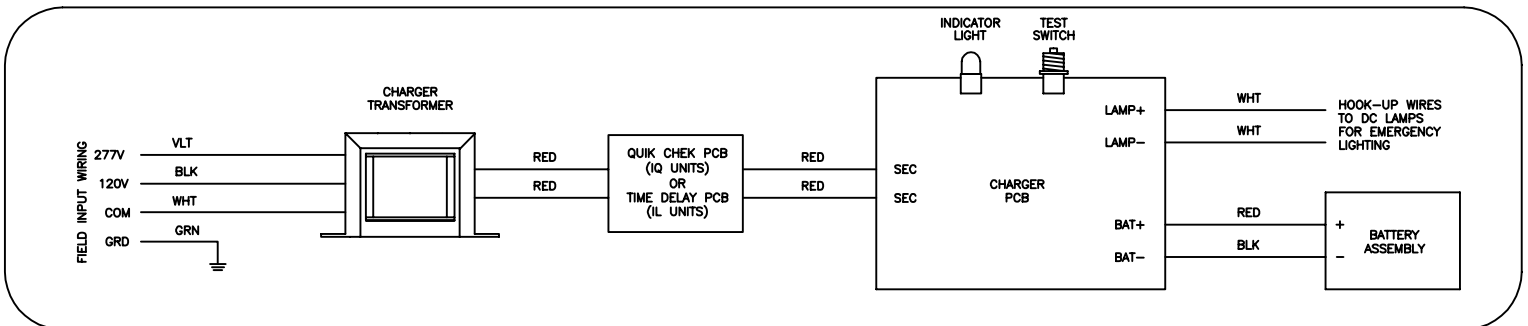 INDICATOR
LIGHT
TEST
SWITCH
CHARGER
TRANSFORMER
FIELD INPUT WIRING
277V
VLT
120V
BLK
COM
WHT
GRD
GRN
RED
RED
QUIK CHEK PCB
(IQ UNITS)
OR
TIME DELAY PCB
(IL UNITS)
RED
RED
SEC
SEC
CHARGER
PCB
LAMP+
LAMP-
WHT
WHT
HOOK-UP WIRES
TO DC LAMPS
FOR EMERGENCY
LIGHTING
BAT+
BAT-
RED
BLK
+
-
BATTERY
ASSEMBLY